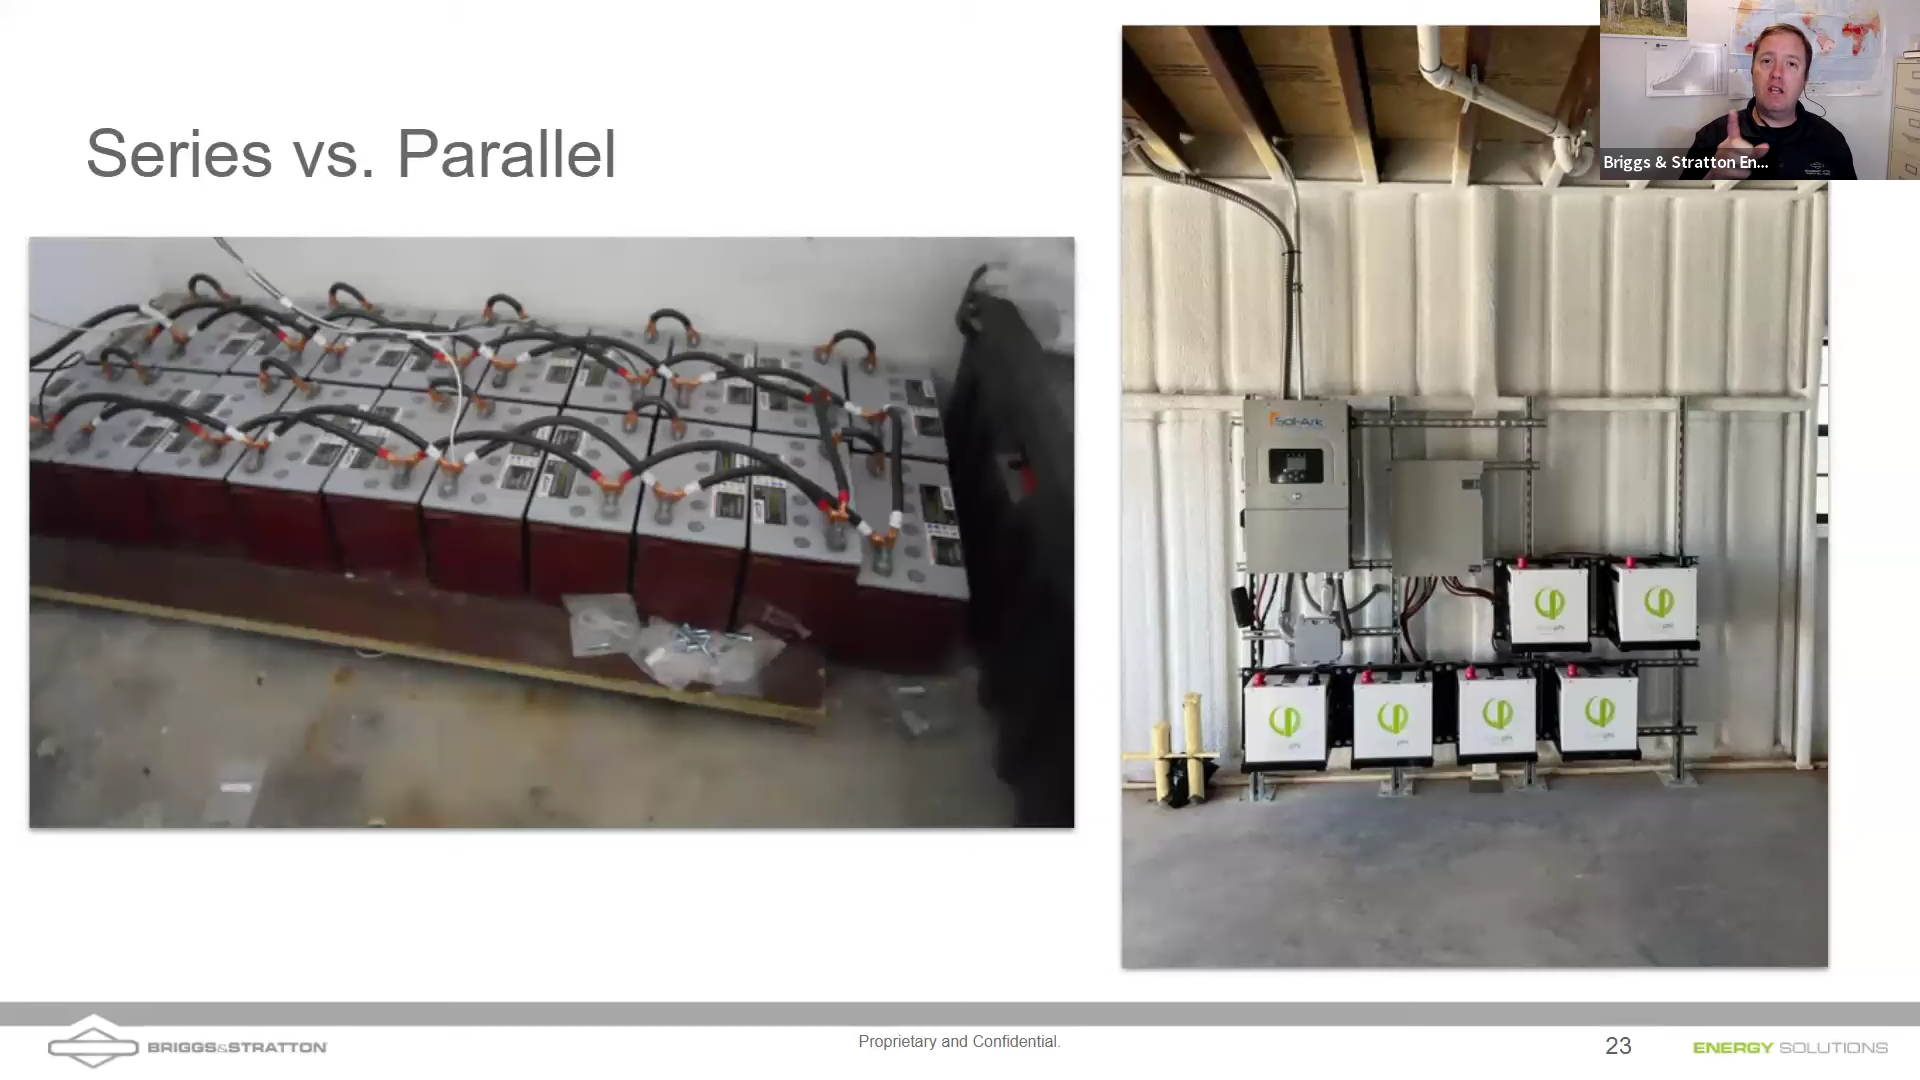 Series vs. Parallel
Briggs & Stratton En...
Sol-Ark
BRIGGS&STRATTON
Proprietary and Confidential.
23
ENERGY SOLUTIONS